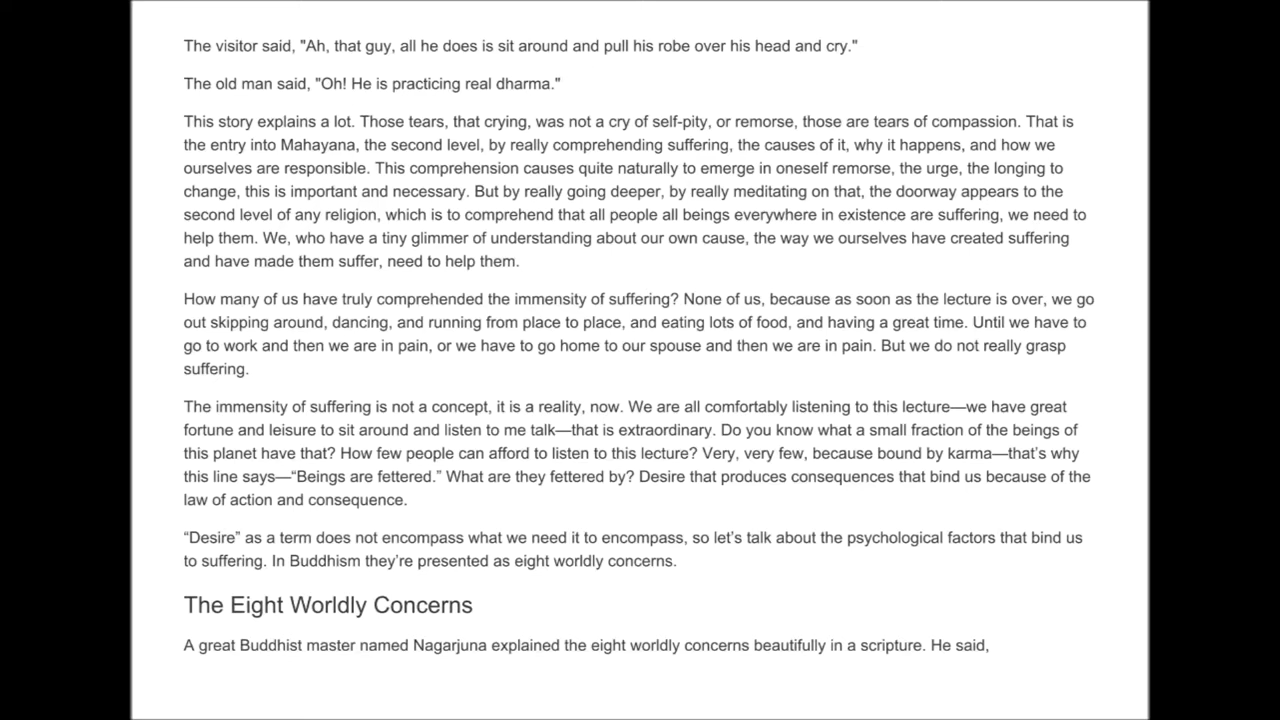 The visitor said, "Ah, that guy, all he does is sit around and pull his robe over his head and cry."
The old man said, "Oh! He is practicing real dharma."
This story explains a lot. Those tears, that crying, was not a cry of self-pity, or remorse, those are tears of compassion. That is
the entry into Mahayana, the second level, by really comprehending suffering, the causes of it, why it happens, and how we
ourselves are responsible. This comprehension causes quite naturally to emerge in oneself remorse, the urge, the longing to
change, this is important and necessary. But by really going deeper, by really meditating on that, the doorway appears to the
second level of any religion, which is to comprehend that all people all beings everywhere in existence are suffering, we need to
help them. We, who have a tiny glimmer of understanding about our own cause, the way we ourselves have created suffering
and have made them suffer, need to help them.
How many of us have truly comprehended the immensity of suffering? None of us, because as soon as the lecture is over, we go
out skipping around, dancing, and running from place to place, and eating lots of food, and having a great time. Until we have to
go to work and then we are in pain, or we have to go home to our spouse and then we are in pain. But we do not really grasp
suffering.
The immensity of suffering is not a concept, it is a reality, now. We are all comfortably listening to this lecture—we have great
fortune and leisure to sit around and listen to me talk—that is extraordinary. Do you know what a small fraction of the beings of
this planet have that? How few people can afford to listen to this lecture? Very, very few, because bound by karma—that’s why
this line says—“Beings are fettered.” What are they fettered by? Desire that produces consequences that bind us because of the
law of action and consequence.
“Desire” as a term does not encompass what we need it to encompass, so let’s talk about the psychological factors that bind us
to suffering. In Buddhism they’re presented as eight worldly concerns.
The Eight Worldly Concerns
A great Buddhist master named Nagarjuna explained the eight worldly concerns beautifully in a scripture. He said,